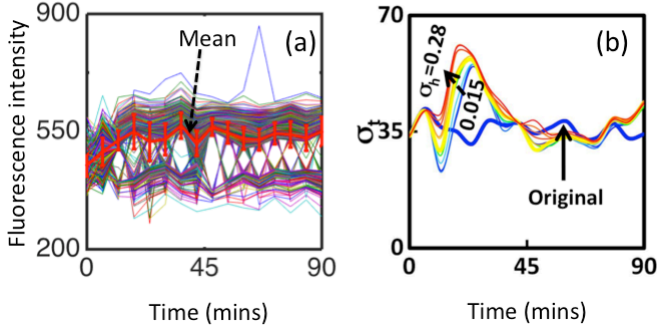 Fluorescence intensity
900
550
200
Mean
(a)
0
45
90
Time (mins)
σt
70
35
0
σh=0.28
0.015
(b)
Original
0
45
90
Time (mins)